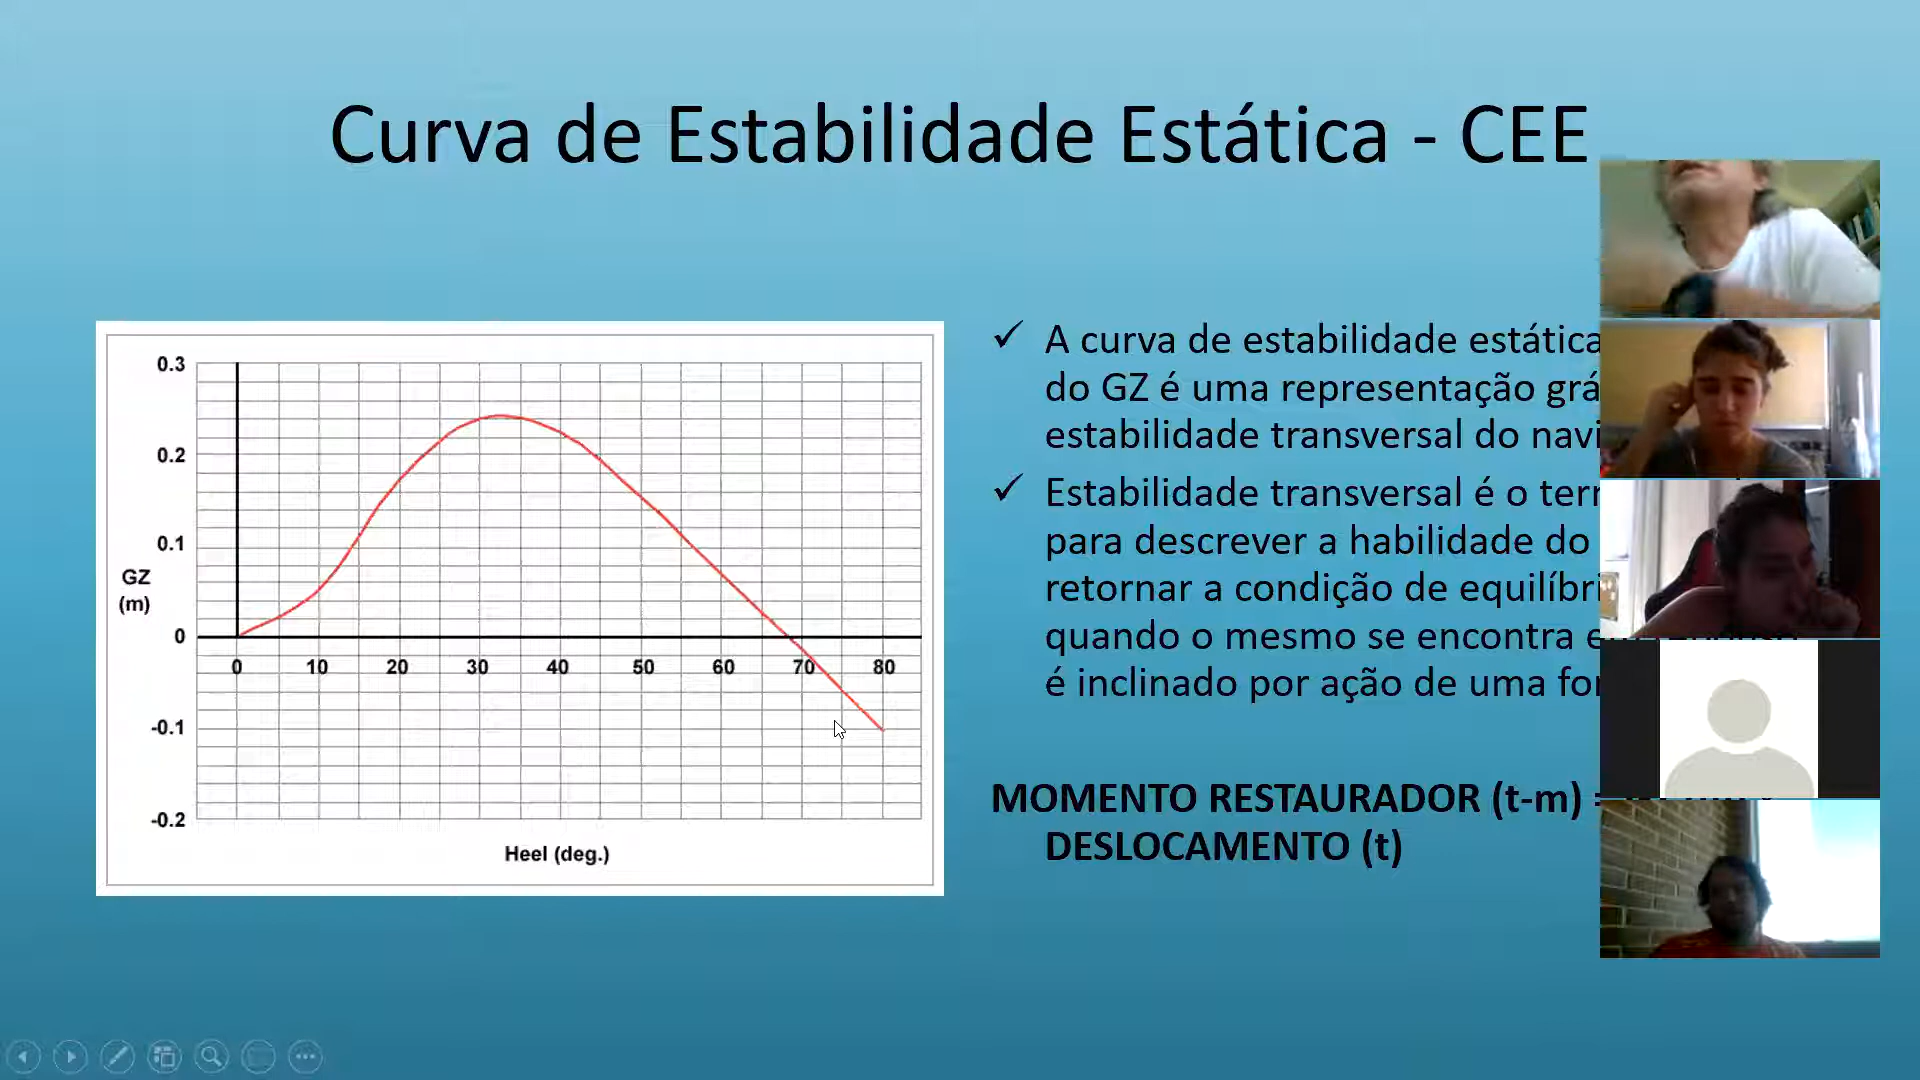 Curva de Estabilidade Estática - CEE
0.3
0.2
0.1
GZ
(m)
0
0 10 20 30 40 50 60 70 80
-0.1
-0.2
Heel (deg.)
✓ A curva de estabilidade estática
do GZ é uma representação grá
estabilidade transversal do navi
✓ Estabilidade transversal é o ter
para descrever a habilidade do
retornar a condição de equilíbri
quando o mesmo se encontra e
é inclinado por ação de uma for
MOMENTO RESTAURADOR (t-m) =
DESLOCAMENTO (t)